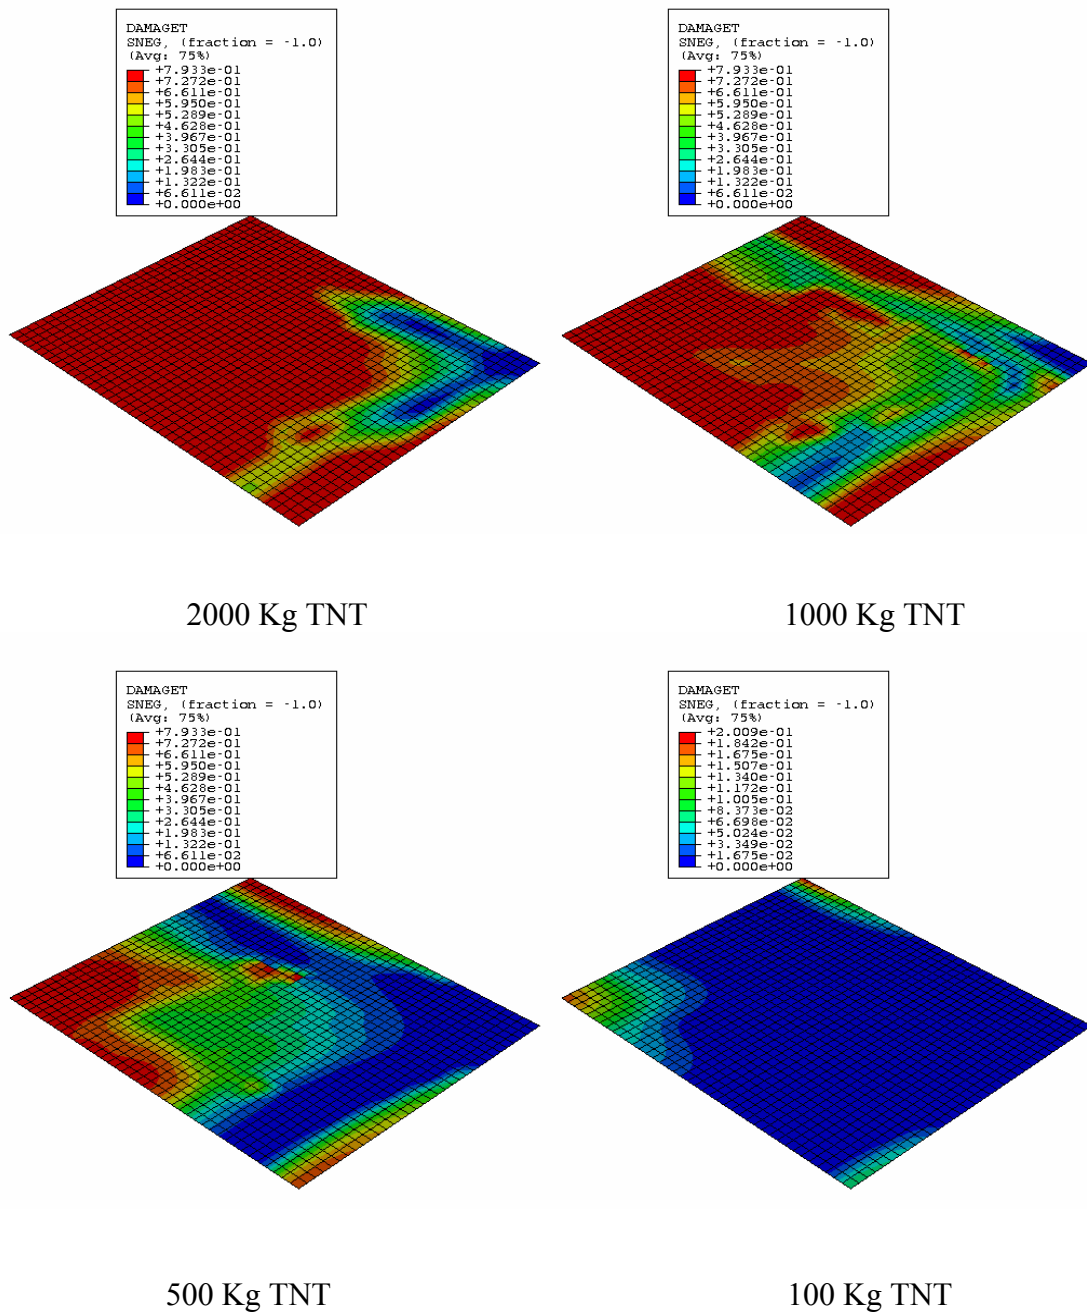 DAMAGET
SNEG, (fraction = -1.0)
(Avg: 75%)
+7.933e-01
+7.272e-01
+6.611e-01
+5.950e-01
+5.289e-01
+4.628e-01
+3.967e-01
+3.305e-01
+2.644e-01
+1.983e-01
+1.322e-01
+6.611e-02
+0.000e+00
2000 Kg TNT
DAMAGET
SNEG, (fraction = -1.0)
(Avg: 75%)
+7.933e-01
+7.272e-01
+6.611e-01
+5.950e-01
+5.289e-01
+4.628e-01
+3.967e-01
+3.305e-01
+2.644e-01
+1.983e-01
+1.322e-01
+6.611e-02
+0.000e+00
1000 Kg TNT
DAMAGET
SNEG, (fraction = -1.0)
(Avg: 75%)
+7.933e-01
+7.272e-01
+6.611e-01
+5.950e-01
+5.289e-01
+4.628e-01
+3.967e-01
+3.305e-01
+2.644e-01
+1.983e-01
+1.322e-01
+6.611e-02
+0.000e+00
500 Kg TNT
DAMAGET
SNEG, (fraction = -1.0)
(Avg: 75%)
+2.009e-01
+1.842e-01
+1.675e-01
+1.507e-01
+1.340e-01
+1.172e-01
+1.005e-01
+8.373e-02
+6.698e-02
+5.024e-02
+3.349e-02
+1.675e-02
+0.000e+00
100 Kg TNT